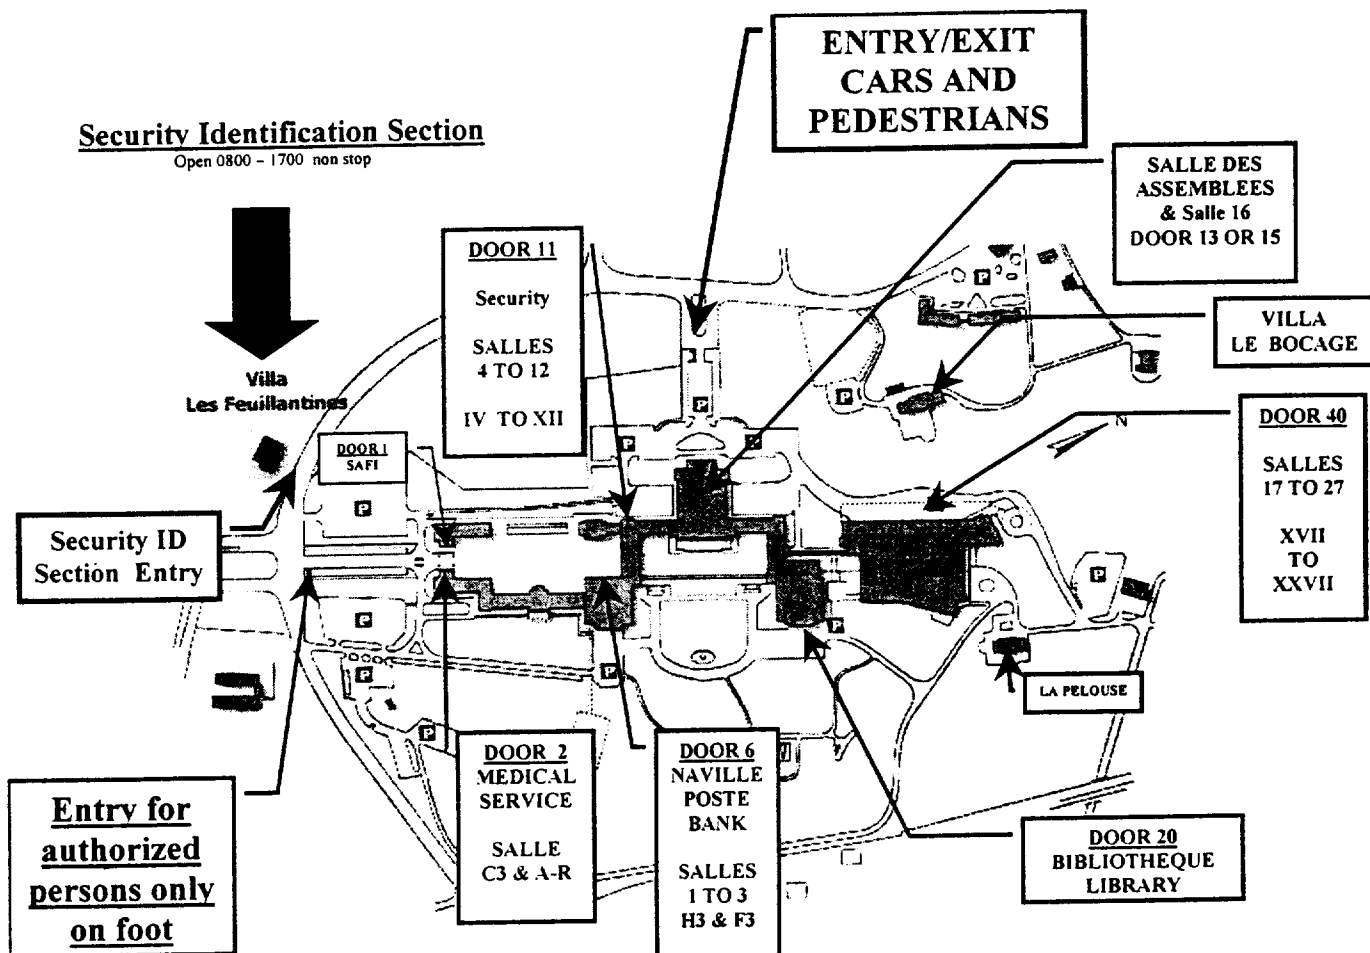 ENTRY/EXIT
CARS AND
PEDESTRIANS
Security Identification Section
Open 0800 – 1700 non stop
SALLE DES
ASSEMBLEES
& Salle 16
DOOR 13 OR 15
DOOR 11
Security
SALLES
4 TO 12
IV TO XII
VILLA
LE BOCAGE
Villa
Les Feuillantines
DOOR 1
SAFI
DOOR 40
SALLES
17 TO 27
XVII
TO
XXVII
N
P
P
P
P
P
P
P
P
P
P
P
P
P
Security ID
Section Entry
LA PELOUSE
Entry for
authorized
persons only
on foot
DOOR 2
MEDICAL
SERVICE
SALLE
C3 & A-R
DOOR 6
NAVILLE
POSTE
BANK
SALLES
1 TO 3
H3 & F3
DOOR 20
BIBLIOTHEQUE
LIBRARY